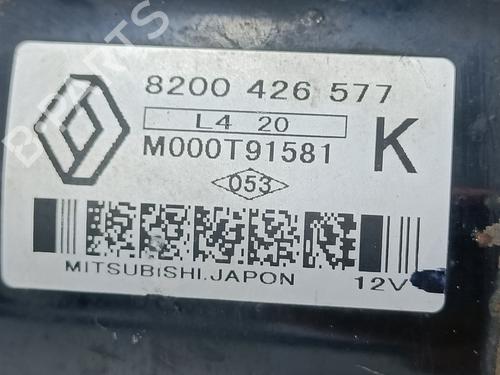 8200 426 577
L4 20
M000T91581
K
053
MITSUBISHI.JAPON
12V